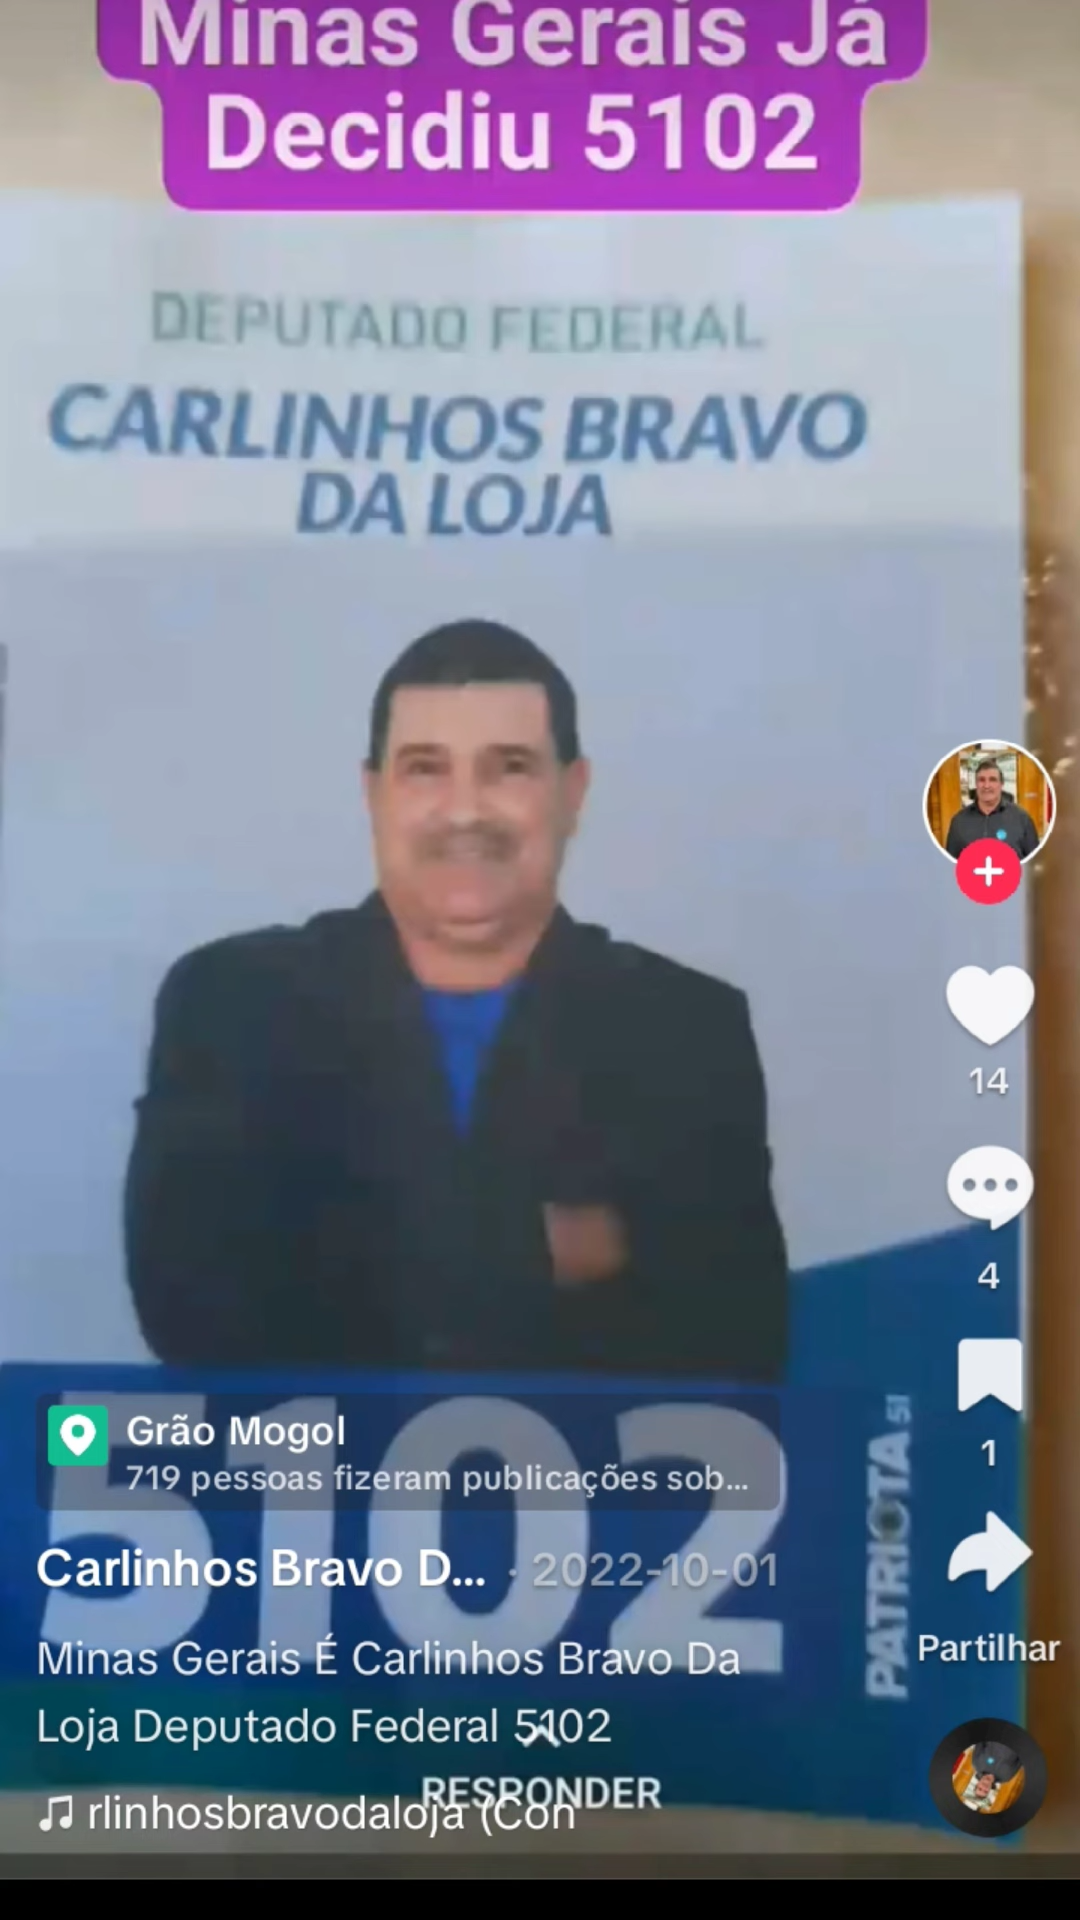 Minas Gerais Já
Decidiu 5102
DEPUTADO FEDERAL
CARLINHOS BRAVO
DA LOJA
14
4
1
5102
PATRIOTA 51
Grão Mogol
719 pessoas fizeram publicações sob...
Carlinhos Bravo D... · 2022-10-01
Minas Gerais É Carlinhos Bravo Da
Loja Deputado Federal 5102
Partilhar
RESPONDER
rlinhosbravodaloja (Con